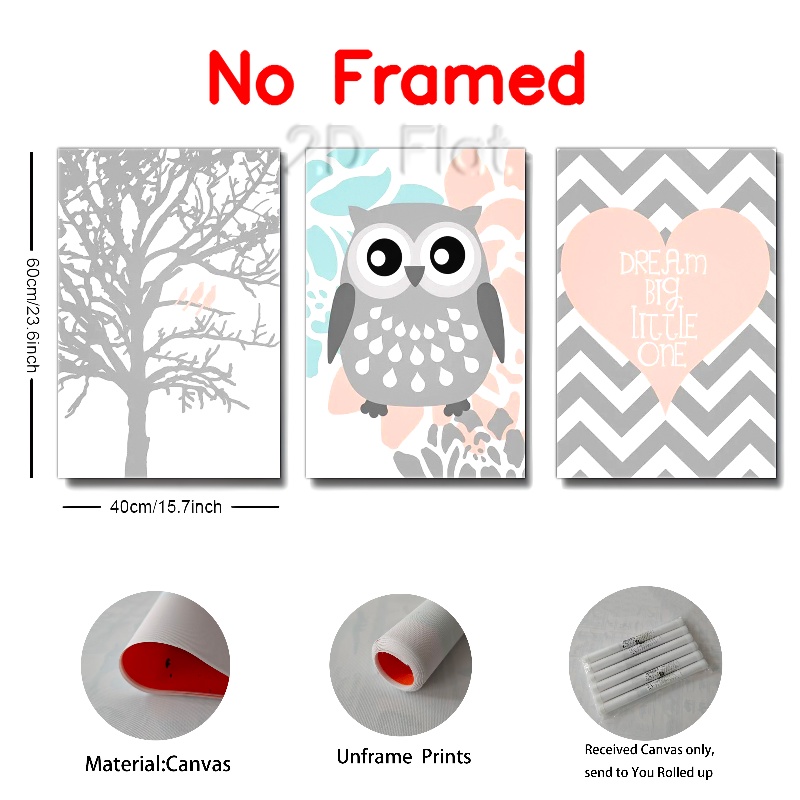 No Framed
2D Flat
60cm/23.6inch
DREAM
BIG
little
ONE
40cm/15.7inch
Material:Canvas
Unframe Prints
Received Canvas only,
send to You Rolled up